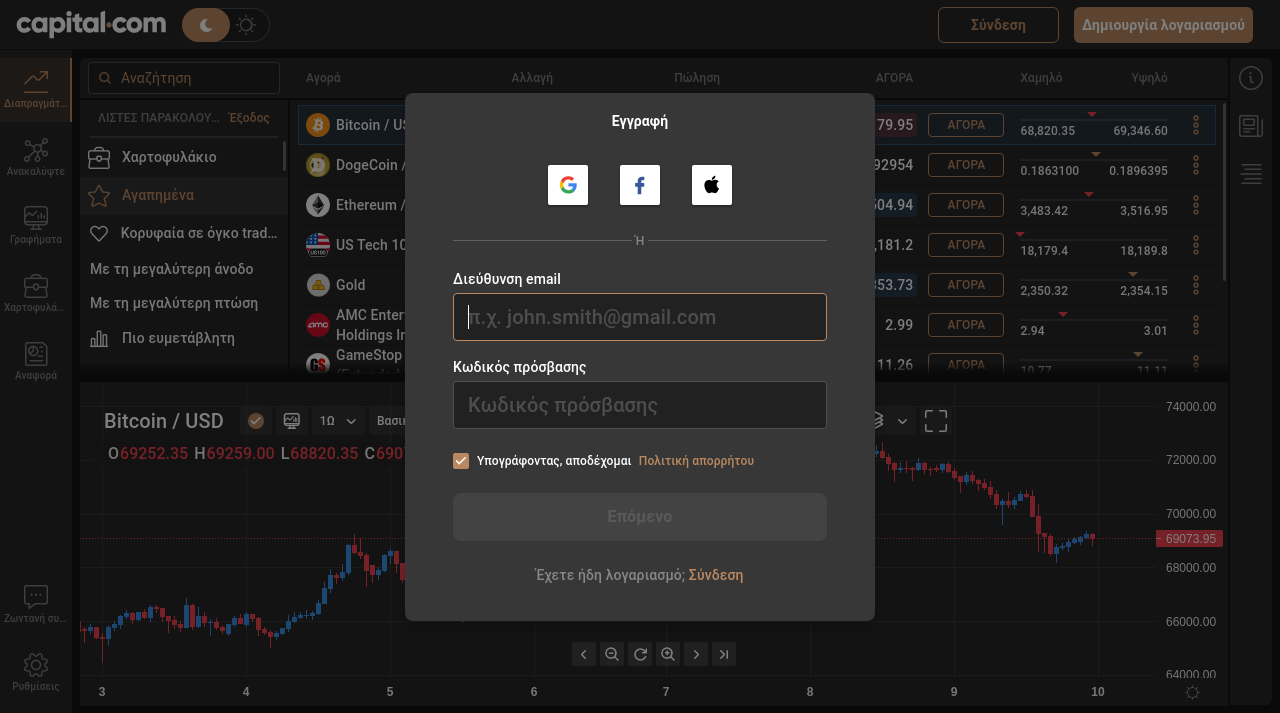 capital.com
Σύνδεση
Δημιουργία λογαριασμού
Διαπραγμάτ...
Ανακαλύψτε
Γραφήματα
Χαρτοφυλά...
Αναφορά
Ζωντανή συ...
Ρυθμίσεις
Αναζήτηση
Αγορά Αλλαγή Πώληση ΑΓΟΡΑ Χαμηλό Υψηλό
ΛΙΣΤΕΣ ΠΑΡΑΚΟΛΟΥ... Έξοδος
Χαρτοφυλάκιο
Αγαπημένα
Κορυφαία σε όγκο trad...
Με τη μεγαλύτερη άνοδο
Με τη μεγαλύτερη πτώση
Πιο ευμετάβλητη
Bitcoin / US 79.95 ΑΓΟΡΑ 68,820.35 69,346.60
DogeCoin / 92954 ΑΓΟΡΑ 0.1863100 0.1896395
Ethereum / 504.94 ΑΓΟΡΑ 3,483.42 3,516.95
US Tech 10 ,181.2 ΑΓΟΡΑ 18,179.4 18,189.8
Gold 353.73 ΑΓΟΡΑ 2,350.32 2,354.15
AMC Enter
Holdings In 2.99 ΑΓΟΡΑ 2.94 3.01
GameStop 11.26 ΑΓΟΡΑ 10.77 11.11
Εγγραφή
Ή
Διεύθυνση email
π.χ. john.smith@gmail.com
Κωδικός πρόσβασης
Κωδικός πρόσβασης
Υπογράφοντας, αποδέχομαι Πολιτική απορρήτου
Επόμενο
Έχετε ήδη λογαριασμό; Σύνδεση
Bitcoin / USD 1Ω Βασι
O69252.35 H69259.00 L68820.35 C6907
74000.00
72000.00
70000.00
69073.95
68000.00
66000.00
64000.00
3 4 5 6 7 8 9 10